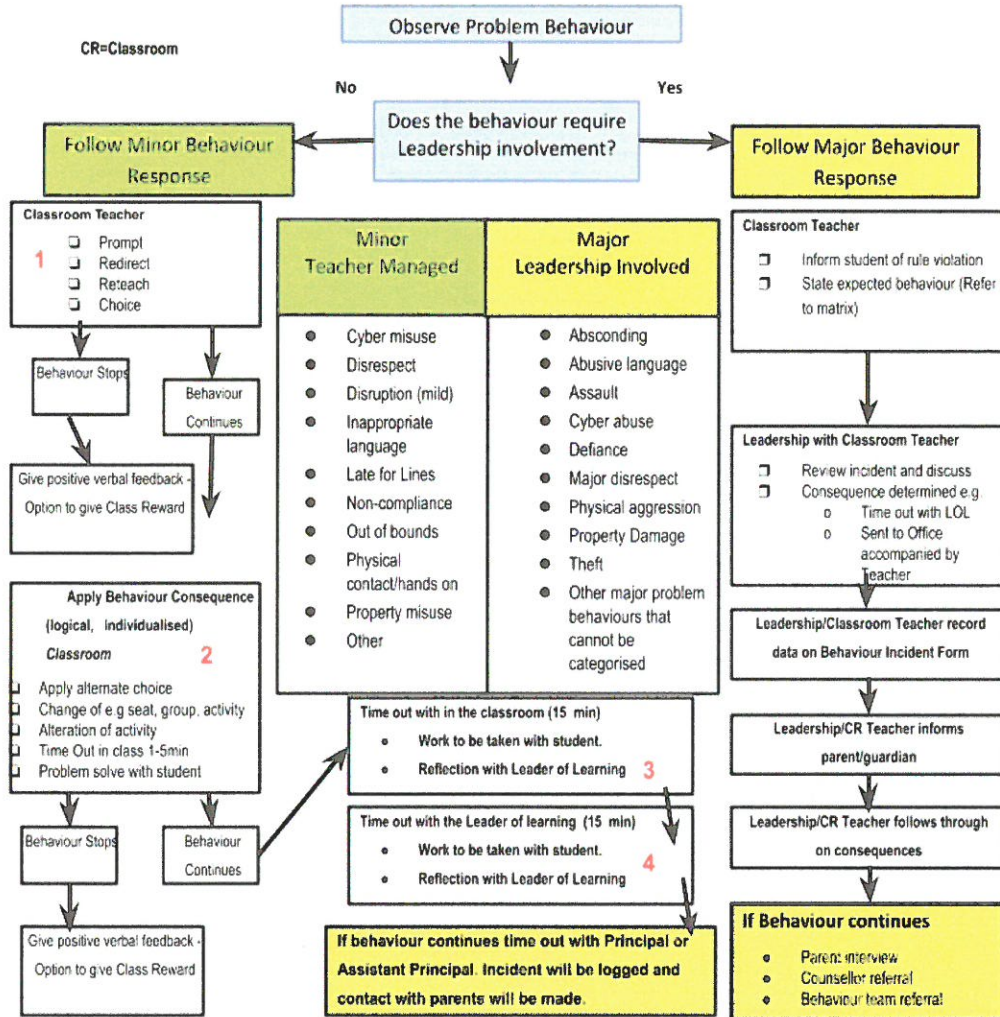 Observe Problem Behaviour
CR=Classroom
No
Yes
Does the behaviour require
Leadership involvement?
Follow Minor Behaviour
Response
Follow Major Behaviour
Response
Classroom Teacher
1
❑ Prompt
❑ Redirect
❑ Reteach
❑ Choice
Behaviour Stops
Behaviour
Continues
Give positive verbal feedback -
Option to give Class Reward
Apply Behaviour Consequence
(logical, individualised)
Classroom
2
❑ Apply alternate choice
❑ Change of e.g seat, group, activity
❑ Alteration of activity
❑ Time Out in class 1-5min
❑ Problem solve with student
Behaviour Stops
Behaviour
Continues
Give positive verbal feedback -
Option to give Class Reward
Minor
Teacher Managed
● Cyber misuse
● Disrespect
● Disruption (mild)
● Inappropriate
language
● Late for Lines
● Non-compliance
● Out of bounds
● Physical
contact/hands on
● Property misuse
● Other
Major
Leadership Involved
● Absconding
● Abusive language
● Assault
● Cyber abuse
● Defiance
● Major disrespect
● Physical aggression
● Property Damage
● Theft
● Other major problem
behaviours that
cannot be
categorised
Time out with in the classroom (15 min)
● Work to be taken with student.
● Reflection with Leader of Learning
3
Time out with the Leader of learning (15 min)
● Work to be taken with student.
● Reflection with Leader of Learning
4
If behaviour continues time out with Principal or
Assistant Principal. Incident will be logged and
contact with parents will be made.
Classroom Teacher
❑ Inform student of rule violation
❑ State expected behaviour (Refer
to matrix)
Leadership with Classroom Teacher
❑ Review incident and discuss
❑ Consequence determined e.g
o Time out with LOL
o Sent to Office
accompanied by
Teacher
Leadership/Classroom Teacher record
data on Behaviour Incident Form
Leadership/CR Teacher informs
parent/guardian
Leadership/CR Teacher follows through
on consequences
If Behaviour continues
● Parent interview
● Counsellor referral
● Behaviour team referral